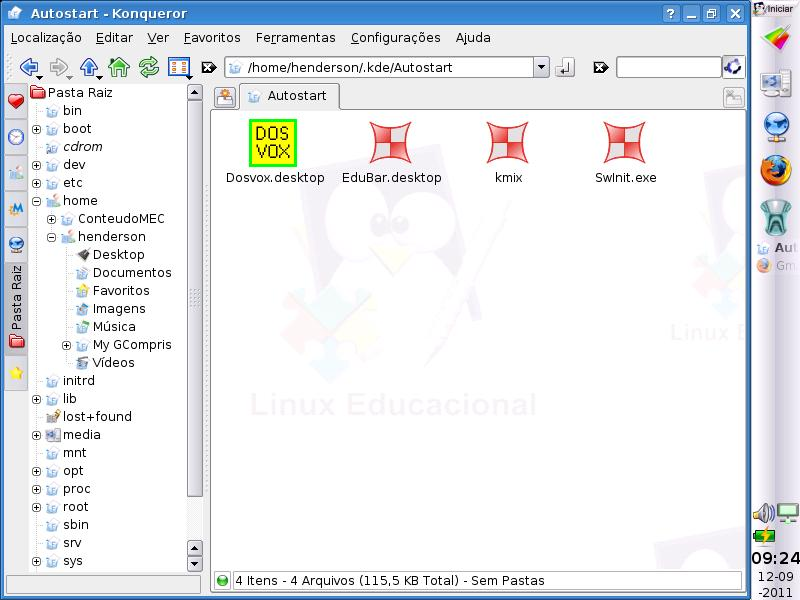 Autostart - Konqueror
Iniciar
Localização Editar Ver Favoritos Ferramentas Configurações Ajuda
/home/henderson/.kde/Autostart
Pasta Raiz
Autostart
bin
boot
cdrom
dev
etc
home
ConteudoMEC
henderson
Desktop
Documentos
Favoritos
Imagens
Música
My GCompris
Vídeos
initrd
lib
lost+found
media
mnt
opt
proc
root
sbin
srv
sys
Pasta Raiz
DOS
VOX
Dosvox.desktop EduBar.desktop kmix SwInit.exe
Linux Educacional
Linux E
4 Itens - 4 Arquivos (115,5 KB Total) - Sem Pastas
Aut
Gm
09:24
12-09
-2011